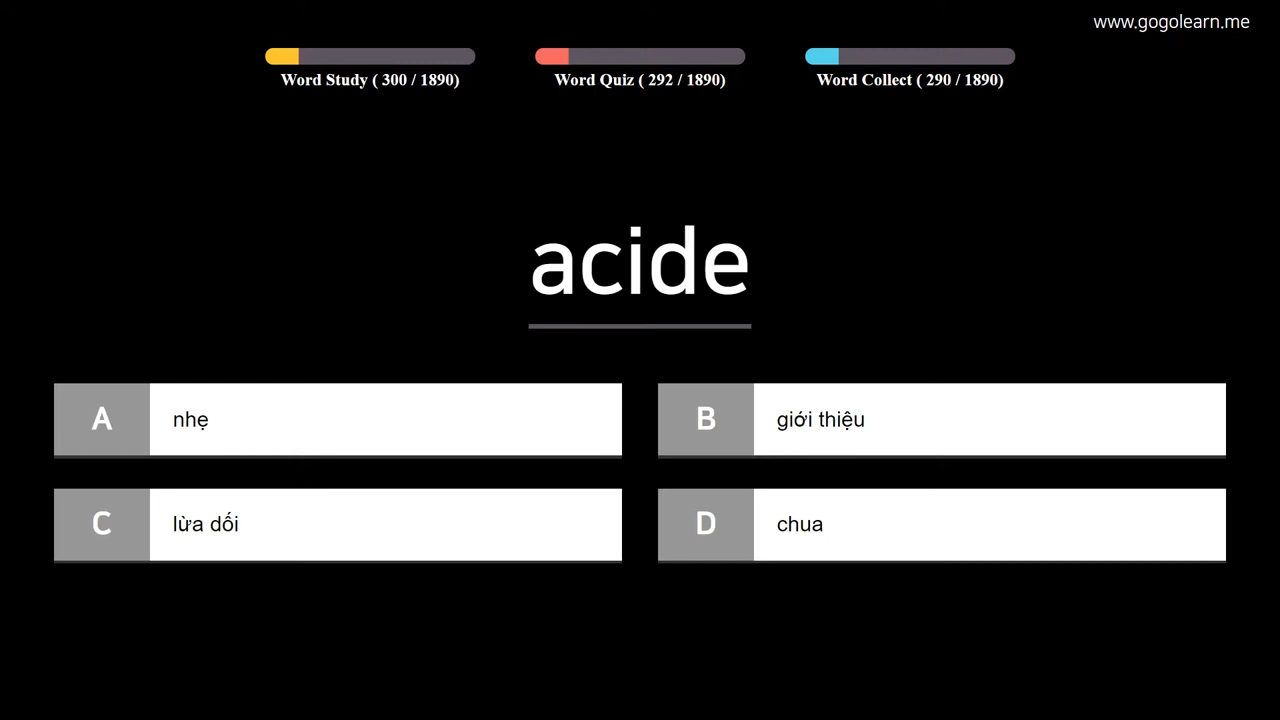 www.gogolearn.me
Word Study ( 300 / 1890)
Word Quiz ( 292 / 1890)
Word Collect ( 290 / 1890)
acide
A nhẹ
B giới thiệu
C lừa dối
D chua